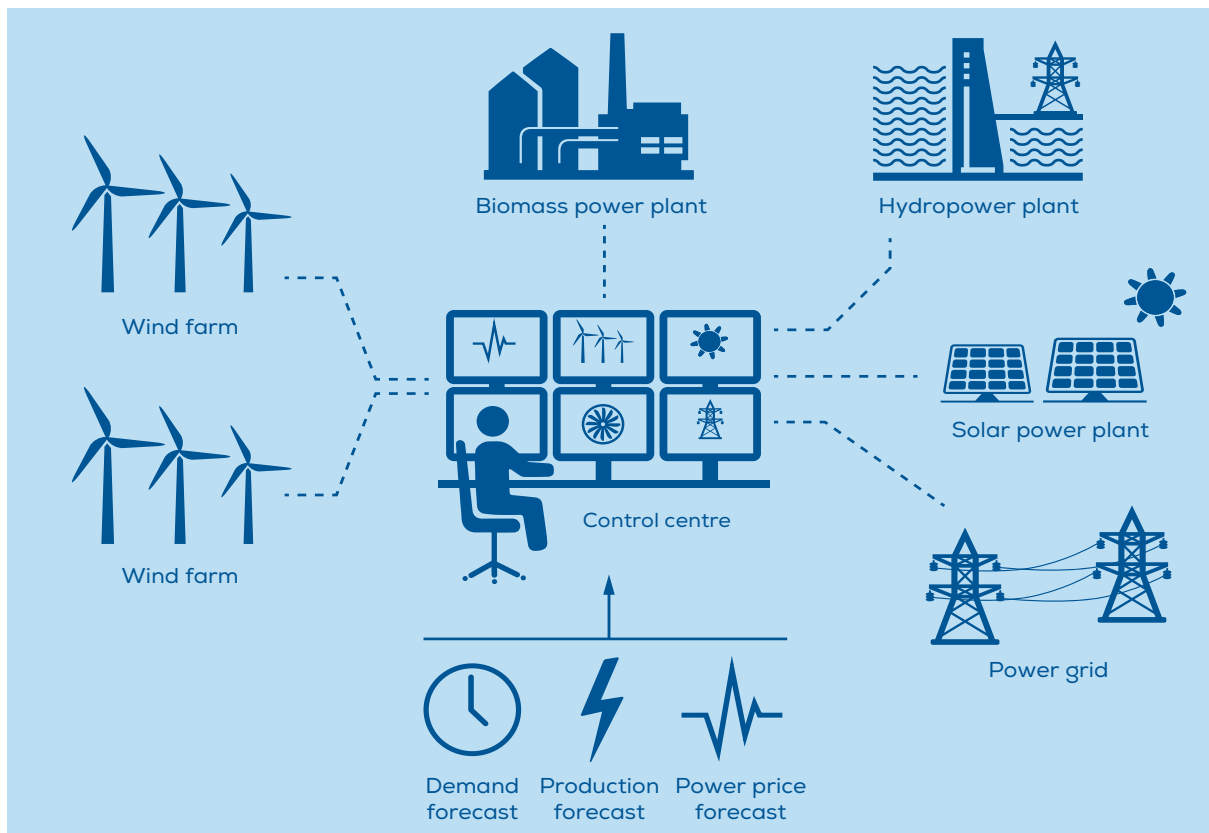 Biomass power plant
Hydropower plant
Wind farm
Solar power plant
Control centre
Wind farm
Power grid
Demand
forecast
Production
forecast
Power price
forecast